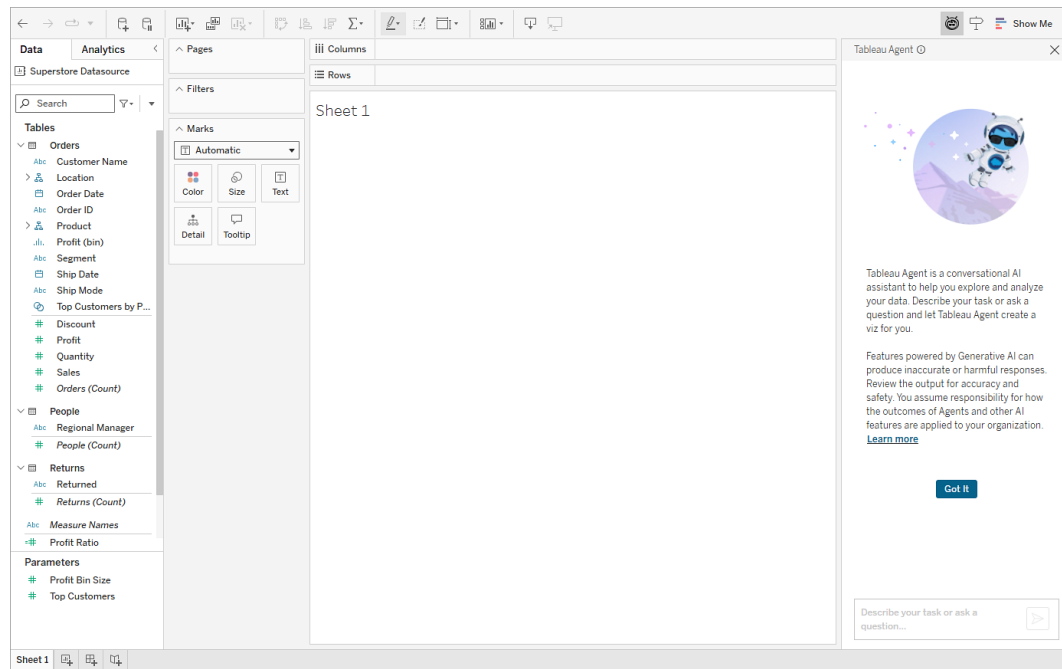 Show Me
Data
Analytics
Superstore Datasource
Search
Tables
Orders
Abc Customer Name
Location
Order Date
Abc Order ID
Product
Profit (bin)
Abc Segment
Ship Date
Abc Ship Mode
Top Customers by P...
# Discount
# Profit
# Quantity
# Sales
# Orders (Count)
People
Abc Regional Manager
# People (Count)
Returns
Abc Returned
# Returns (Count)
Abc Measure Names
=# Profit Ratio
Parameters
# Profit Bin Size
# Top Customers
Pages
Filters
Marks
Automatic
Color
Size
Text
Detail
Tooltip
Columns
Rows
Sheet 1
Tableau Agent
Tableau Agent is a conversational AI
assistant to help you explore and analyze
your data. Describe your task or ask a
question and let Tableau Agent create a
viz for you.
Features powered by Generative AI can
produce inaccurate or harmful responses.
Review the output for accuracy and
safety. You assume responsibility for how
the outcomes of Agents and other AI
features are applied to your organization.
Learn more
Got It
Describe your task or ask a
question...
Sheet 1